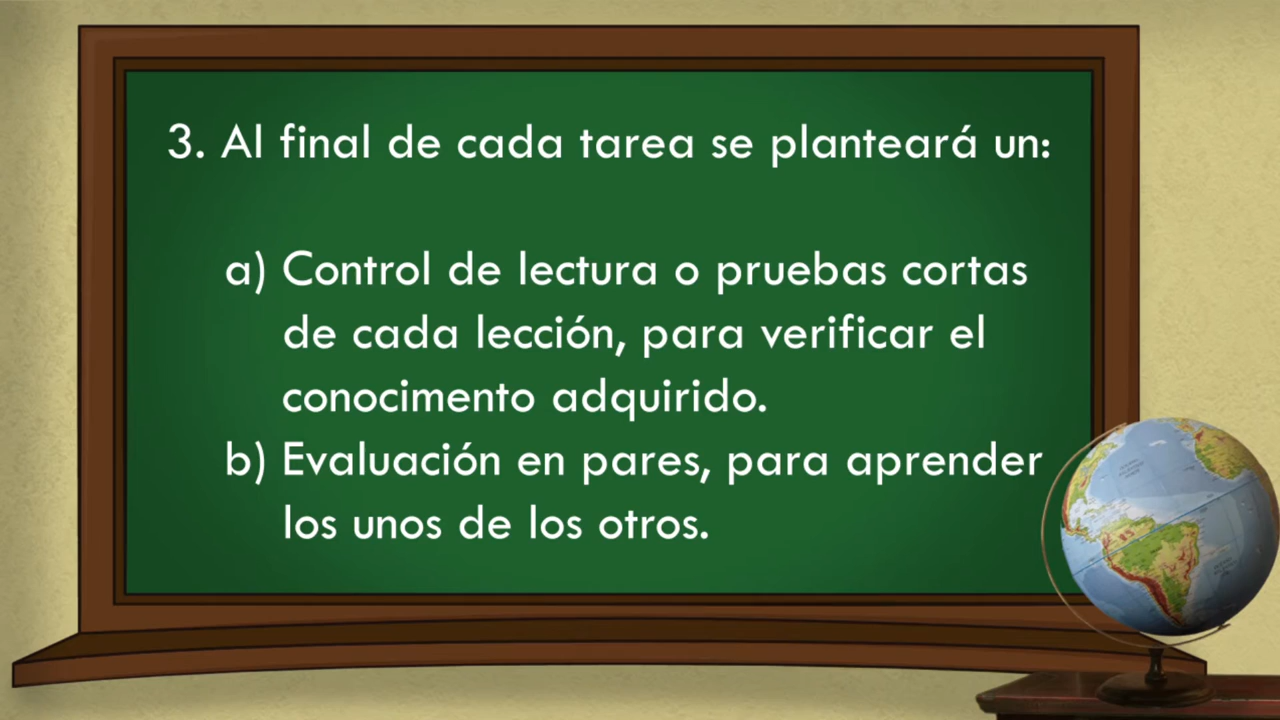 3. Al final de cada tarea se planteará un:
a) Control de lectura o pruebas cortas
de cada lección, para verificar el
conocimento adquirido.
b) Evaluación en pares, para aprender
los unos de los otros.